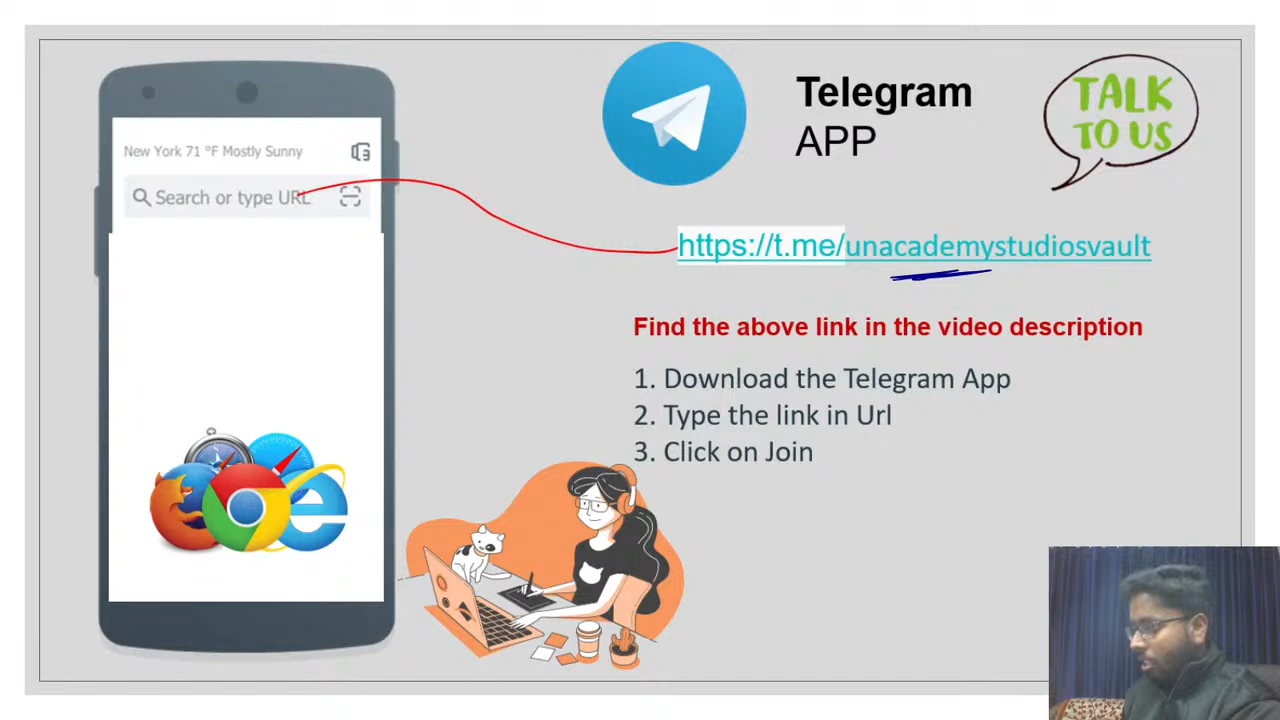 New York 71 °F Mostly Sunny
Search or type URL
Telegram
APP
TALK
TO US
https://t.me/unacademystudiosvault
Find the above link in the video description
1. Download the Telegram App
2. Type the link in Url
3. Click on Join